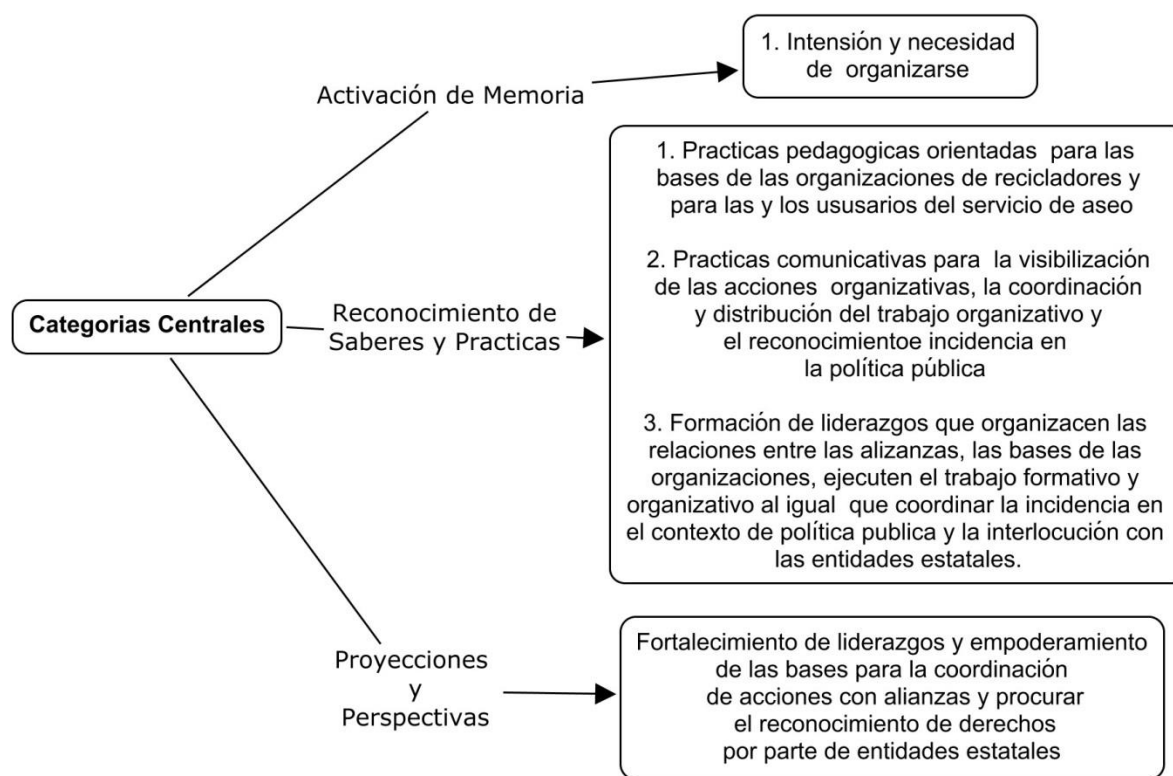 1. Intensión y necesidad
de organizarse
Activación de Memoria
1. Practicas pedagogicas orientadas para las
bases de las organizaciones de recicladores y
para las y los ususarios del servicio de aseo
2. Practicas comunicativas para la visibilización
de las acciones organizativas, la coordinación
y distribución del trabajo organizativo y
el reconocimientoe incidencia en
la política pública
3. Formación de liderazgos que organizacen las
relaciones entre las alizanzas, las bases de las
organizaciones, ejecuten el trabajo formativo y
organizativo al igual que coordinar la incidencia en
el contexto de política publica y la interlocución con
las entidades estatales.
Categorias Centrales
Reconocimiento de
Saberes y Practicas
Proyecciones
y
Perspectivas
Fortalecimiento de liderazgos y empoderamiento
de las bases para la coordinación
de acciones con alianzas y procurar
el reconocimiento de derechos
por parte de entidades estatales